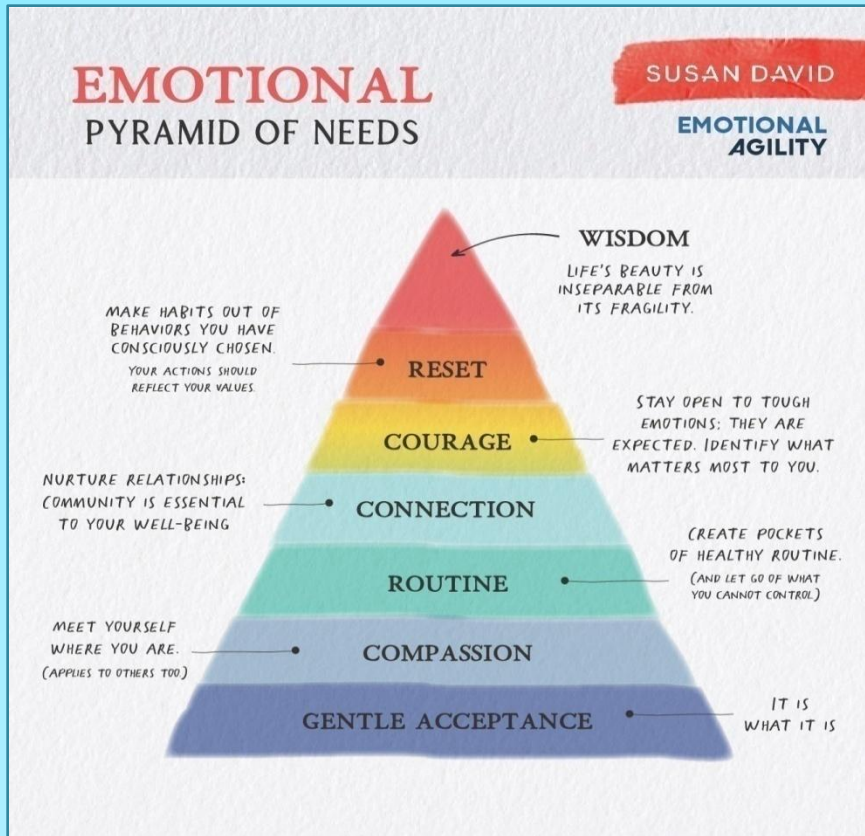 EMOTIONAL
PYRAMID OF NEEDS
SUSAN DAVID
EMOTIONAL
AGILITY
WISDOM
LIFE'S BEAUTY IS
INSEPARABLE FROM
ITS FRAGILITY.
MAKE HABITS OUT OF
BEHAVIORS YOU HAVE
CONSCIOUSLY CHOSEN.
YOUR ACTIONS SHOULD
REFLECT YOUR VALUES.
RESET
STAY OPEN TO TOUGH
EMOTIONS: THEY ARE
EXPECTED. IDENTIFY WHAT
MATTERS MOST TO YOU.
COURAGE
NURTURE RELATIONSHIPS:
COMMUNITY IS ESSENTIAL
TO YOUR WELL-BEING
CONNECTION
CREATE POCKETS
OF HEALTHY ROUTINE.
(AND LET GO OF WHAT
YOU CANNOT CONTROL)
ROUTINE
MEET YOURSELF
WHERE YOU ARE.
(APPLIES TO OTHERS TOO.)
COMPASSION
GENTLE ACCEPTANCE
IT IS
WHAT IT IS